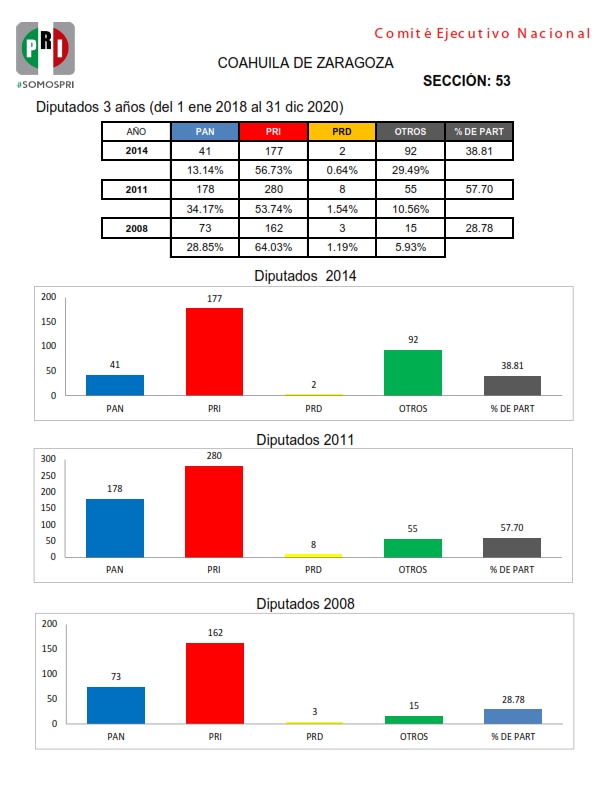 Comité Ejecutivo Nacional
PRI
#SOMOSPRI
COAHUILA DE ZARAGOZA
SECCIÓN: 53
Diputados 3 años (del 1 ene 2018 al 31 dic 2020)
AÑO PAN PRI PRD OTROS % DE PART
2014 41 177 2 92 38.81
13.14% 56.73% 0.64% 29.49%
2011 178 280 8 55 57.70
34.17% 53.74% 1.54% 10.56%
2008 73 162 3 15 28.78
28.85% 64.03% 1.19% 5.93%
Diputados 2014
200
150
100
50
0
41 177 2 92 38.81
PAN PRI PRD OTROS % DE PART
Diputados 2011
300
250
200
150
100
50
0
178 280 8 55 57.70
PAN PRI PRD OTROS % DE PART
Diputados 2008
200
150
100
50
0
73 162 3 15 28.78
PAN PRI PRD OTROS % DE PART